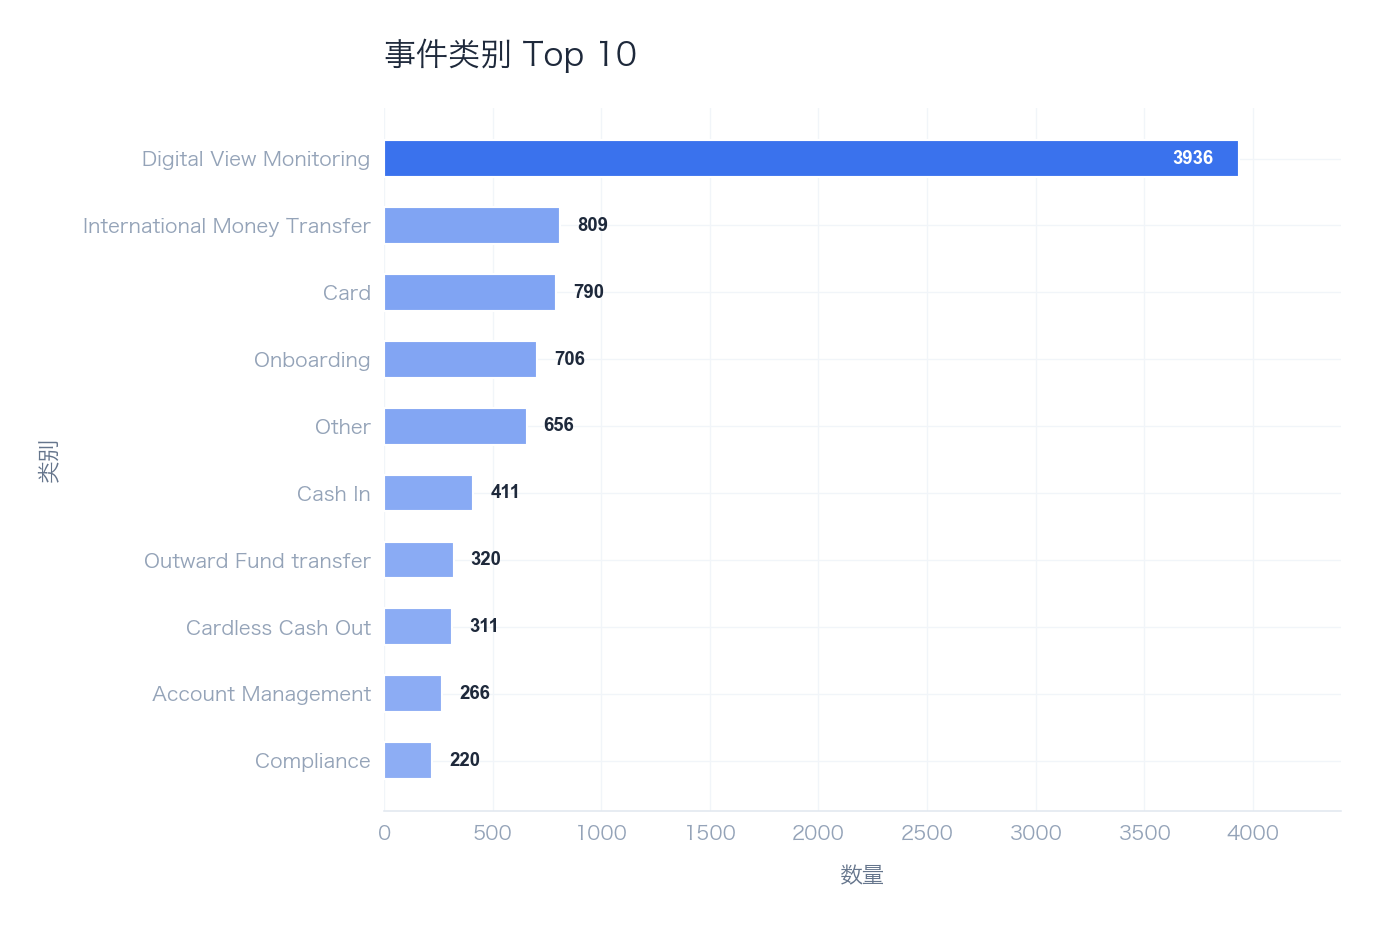 事件类别 Top 10
Digital View Monitoring 3936
International Money Transfer 809
Card 790
Onboarding 706
Other 656
Cash In 411
Outward Fund transfer 320
Cardless Cash Out 311
Account Management 266
Compliance 220
类别
0 500 1000 1500 2000 2500 3000 3500 4000
数量